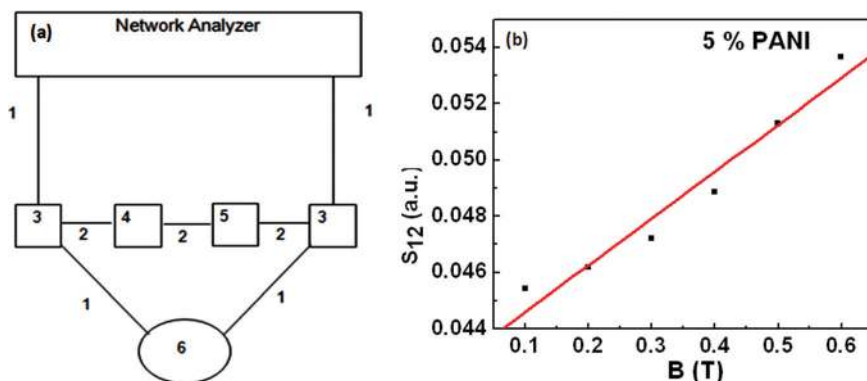 (a)
Network Analyzer
1
1
3
2
4
2
5
2
3
1
1
6
(b)
5 % PANI
0.054
0.052
0.050
0.048
0.046
0.044
S12 (a.u.)
0.1 0.2 0.3 0.4 0.5 0.6
B (T)